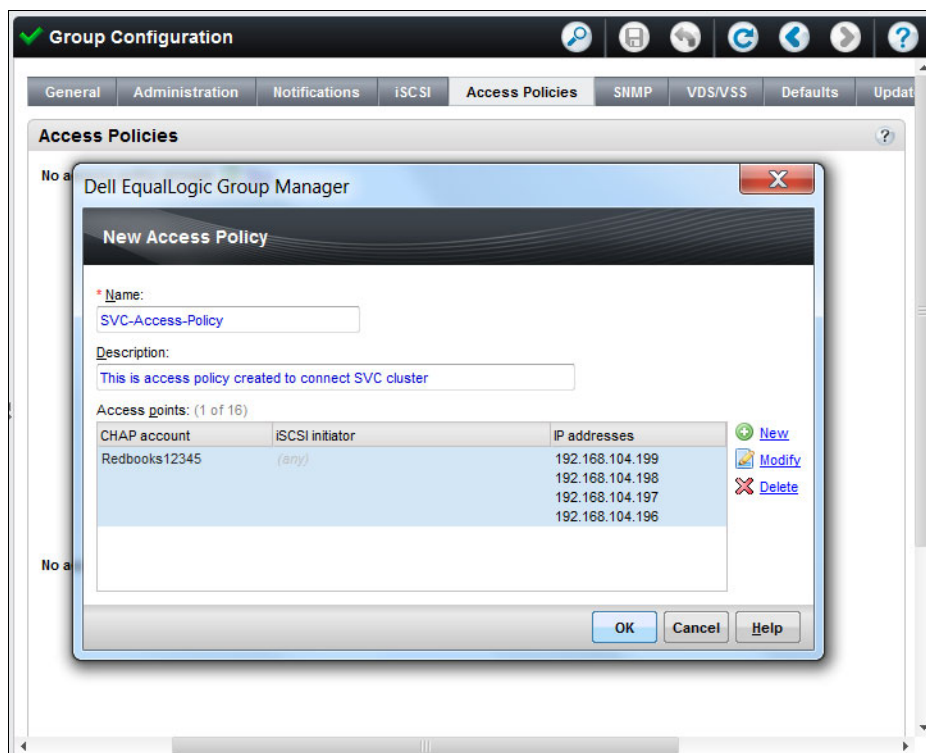 Group Configuration
General Administration Notifications iSCSI Access Policies SNMP VDS/VSS Defaults Updat
Access Policies
No a
Dell EqualLogic Group Manager
New Access Policy
* Name:
SVC-Access-Policy
Description:
This is access policy created to connect SVC cluster
Access points: (1 of 16)
CHAP account iSCSI initiator IP addresses
Redbooks12345 (any) 192.168.104.199
192.168.104.198
192.168.104.197
192.168.104.196
New
Modify
Delete
No a
OK Cancel Help